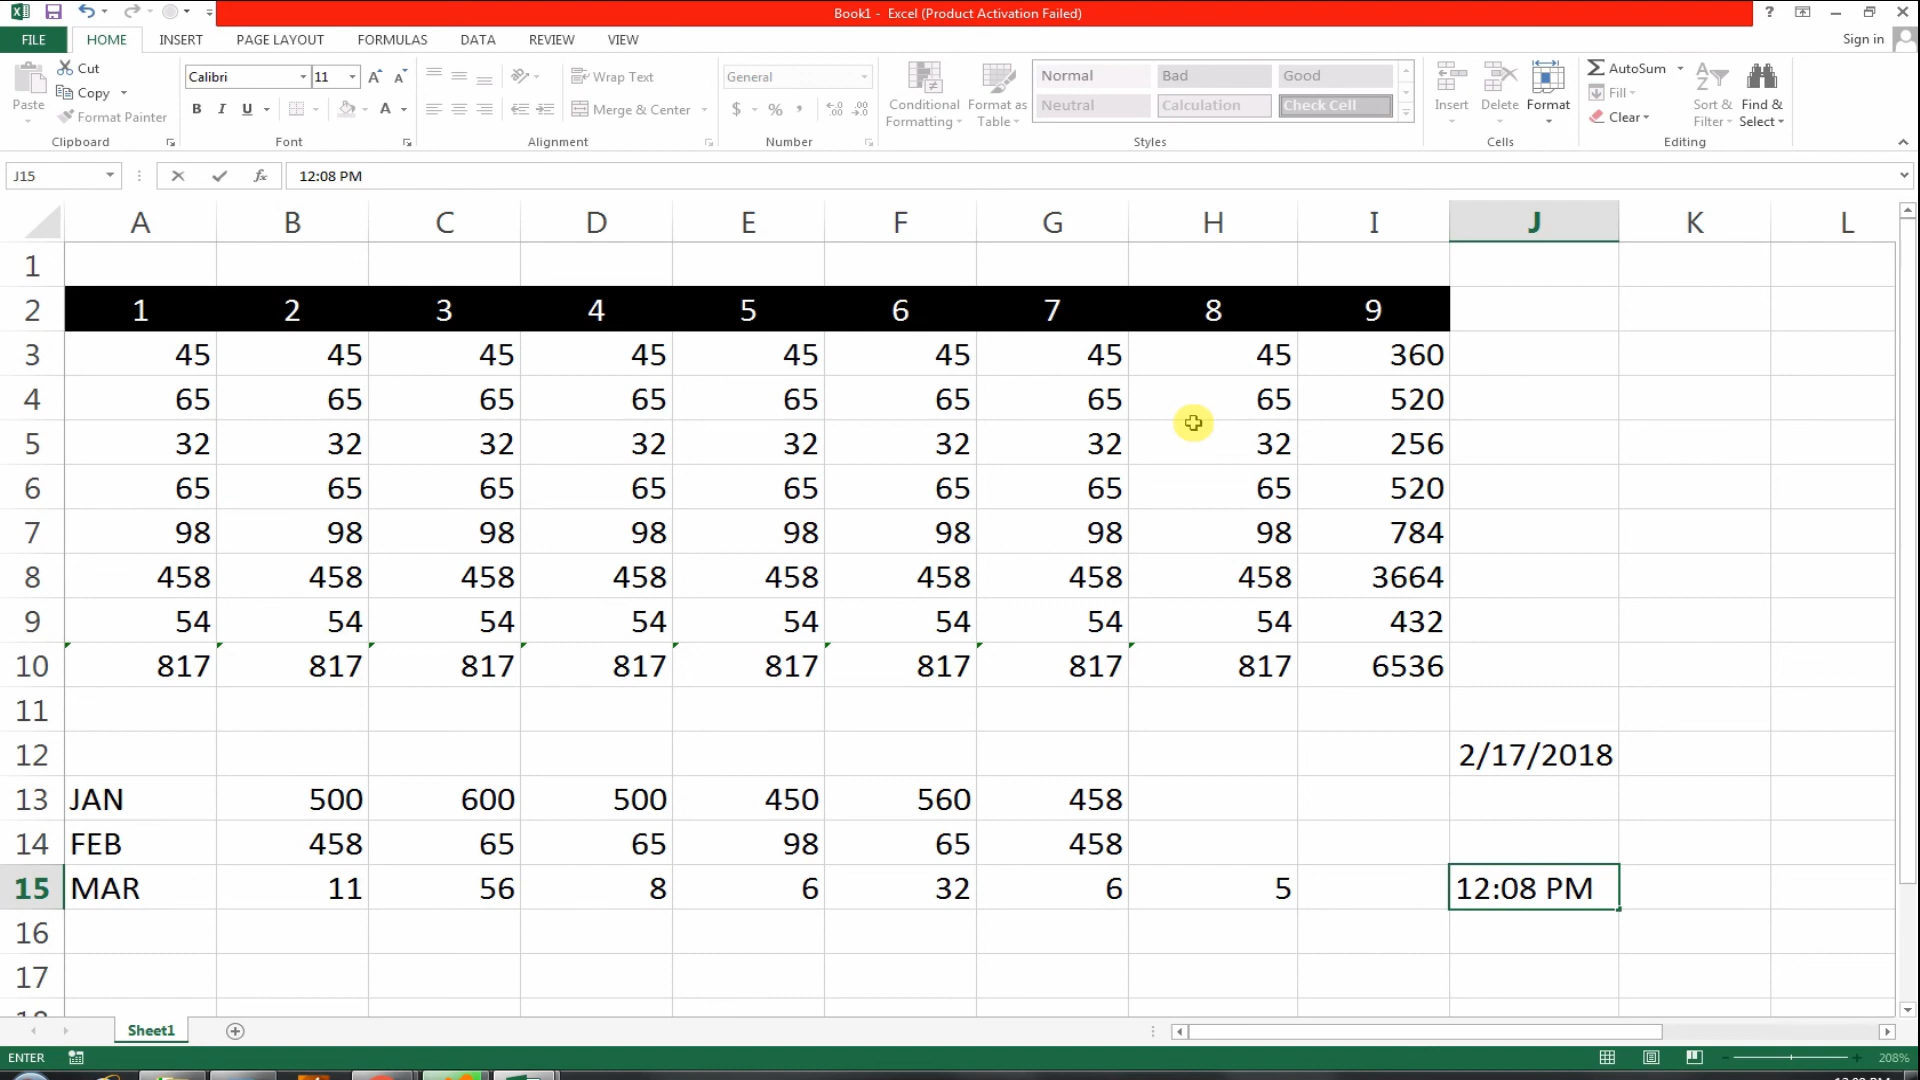 Book1 - Excel (Product Activation Failed)
?
FILE HOME INSERT PAGE LAYOUT FORMULAS DATA REVIEW VIEW Sign in
Paste Cut Copy Format Painter Clipboard
Calibri 11 A A B I U A Font
Wrap Text Merge & Center Alignment
General $ % , .0 .00 .00 .0 Number
Conditional Formatting Format as Table
Normal Bad Good
Neutral Calculation Check Cell
Styles
Insert Delete Format Cells
AutoSum Fill Clear Sort & Filter Find & Select Editing
J15 fx 12:08 PM
A B C D E F G H I J K L
1
2 1 2 3 4 5 6 7 8 9
3 45 45 45 45 45 45 45 45 360
4 65 65 65 65 65 65 65 65 520
5 32 32 32 32 32 32 32 32 256
6 65 65 65 65 65 65 65 65 520
7 98 98 98 98 98 98 98 98 784
8 458 458 458 458 458 458 458 458 3664
9 54 54 54 54 54 54 54 54 432
10 817 817 817 817 817 817 817 817 6536
11
12 2/17/2018
13 JAN 500 600 500 450 560 458
14 FEB 458 65 65 98 65 458
15 MAR 11 56 8 6 32 6 5 12:08 PM
16
17
Sheet1
ENTER 208%